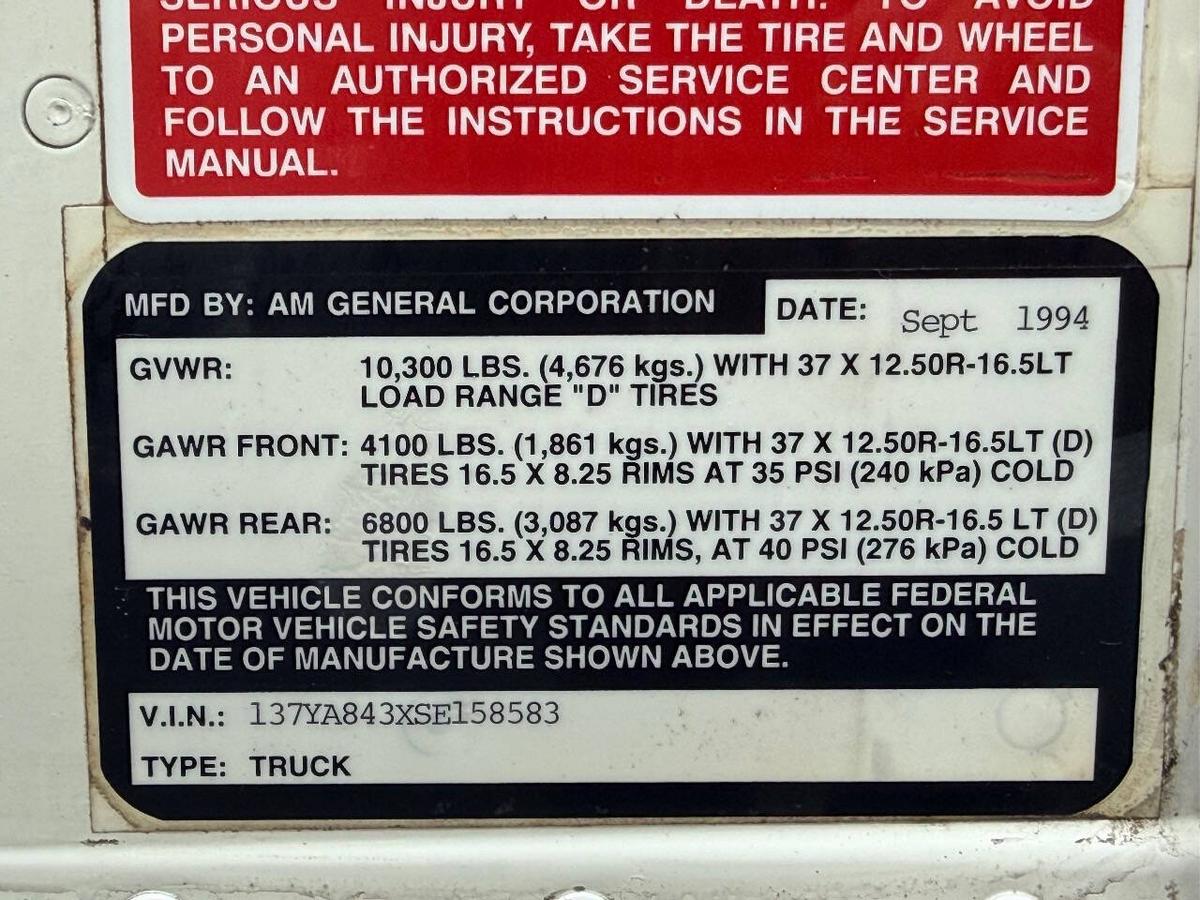 SERIOUS INJURY OR DEATH. TO AVOID
PERSONAL INJURY, TAKE THE TIRE AND WHEEL
TO AN AUTHORIZED SERVICE CENTER AND
FOLLOW THE INSTRUCTIONS IN THE SERVICE
MANUAL.
MFD BY: AM GENERAL CORPORATION DATE: Sept 1994
GVWR: 10,300 LBS. (4,676 kgs.) WITH 37 X 12.50R-16.5LT
LOAD RANGE "D" TIRES
GAWR FRONT: 4100 LBS. (1,861 kgs.) WITH 37 X 12.50R-16.5LT (D)
TIRES 16.5 X 8.25 RIMS AT 35 PSI (240 kPa) COLD
GAWR REAR: 6800 LBS. (3,087 kgs.) WITH 37 X 12.50R-16.5 LT (D)
TIRES 16.5 X 8.25 RIMS, AT 40 PSI (276 kPa) COLD
THIS VEHICLE CONFORMS TO ALL APPLICABLE FEDERAL
MOTOR VEHICLE SAFETY STANDARDS IN EFFECT ON THE
DATE OF MANUFACTURE SHOWN ABOVE.
V.I.N.: 137YA843XSE158583
TYPE: TRUCK